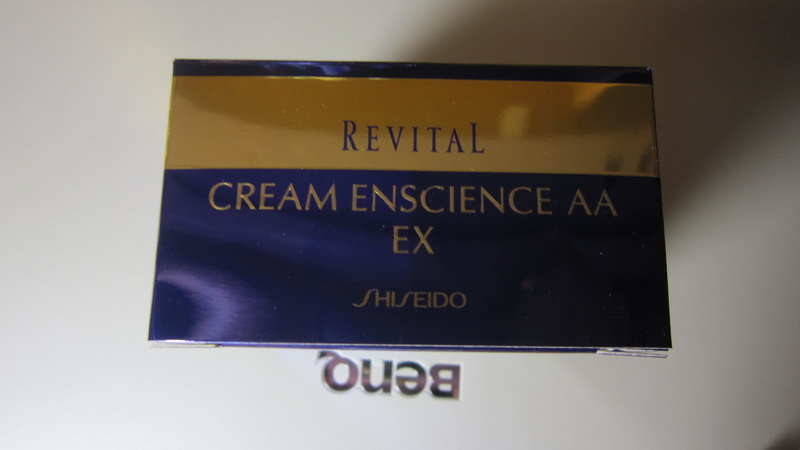 REVITAL
CREAM ENSCIENCE AA
EX
SHISEIDO
BenQ